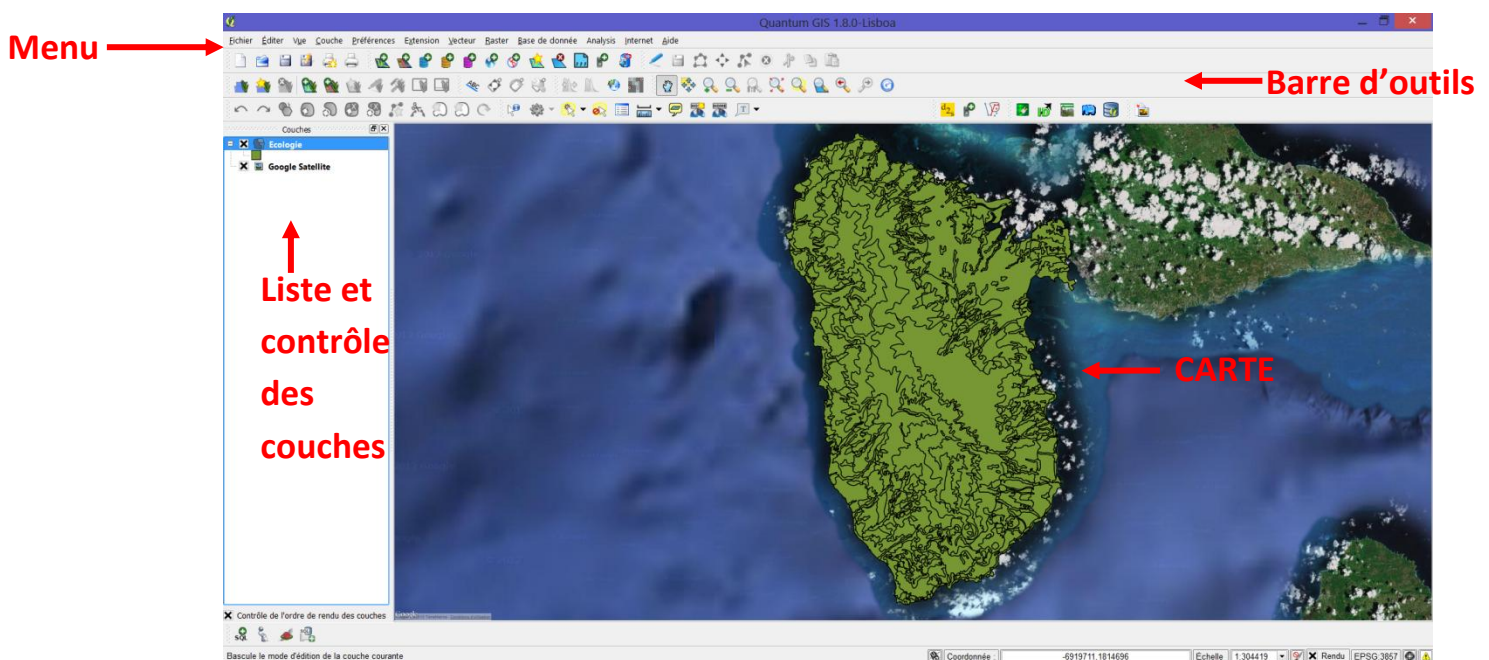 Quantum GIS 1.8.0-Lisboa
Fichier Éditer Vue Couche Préférences Extension Vecteur Raster Base de donnée Analysis Internet Aide
Menu
Barre d’outils
Couches
Ecologie
Google Satellite
Liste et
contrôle
des
couches
CARTE
Contrôle de l'ordre de rendu des couches
Google
Bascule le mode d'édition de la couche courante
Coordonnée : -6919711,1814696 Echelle 1:304419 Rendu EPSG:3857